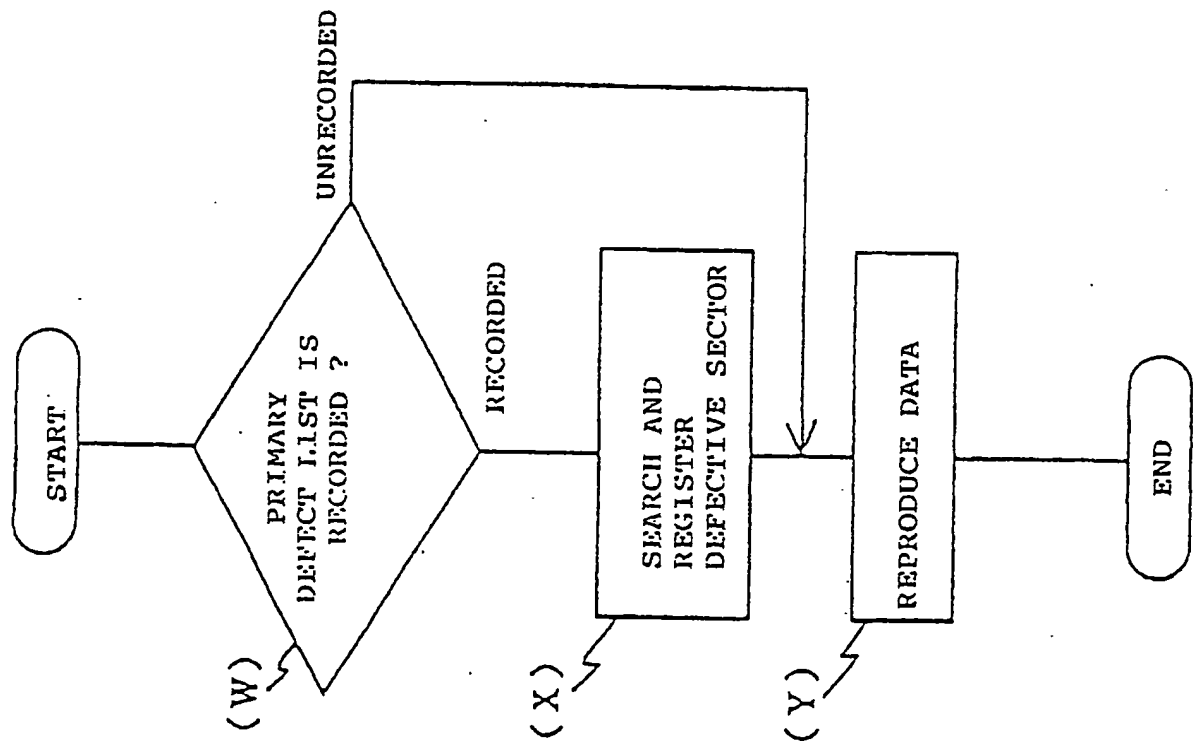 START
PRIMARY
DEFECT LIST IS
RECORDED ?
(W)
UNRECORDED
RECORDED
SEARCH AND
REGISTER
DEFECTIVE SECTOR
(X)
REPRODUCE DATA
(Y)
END